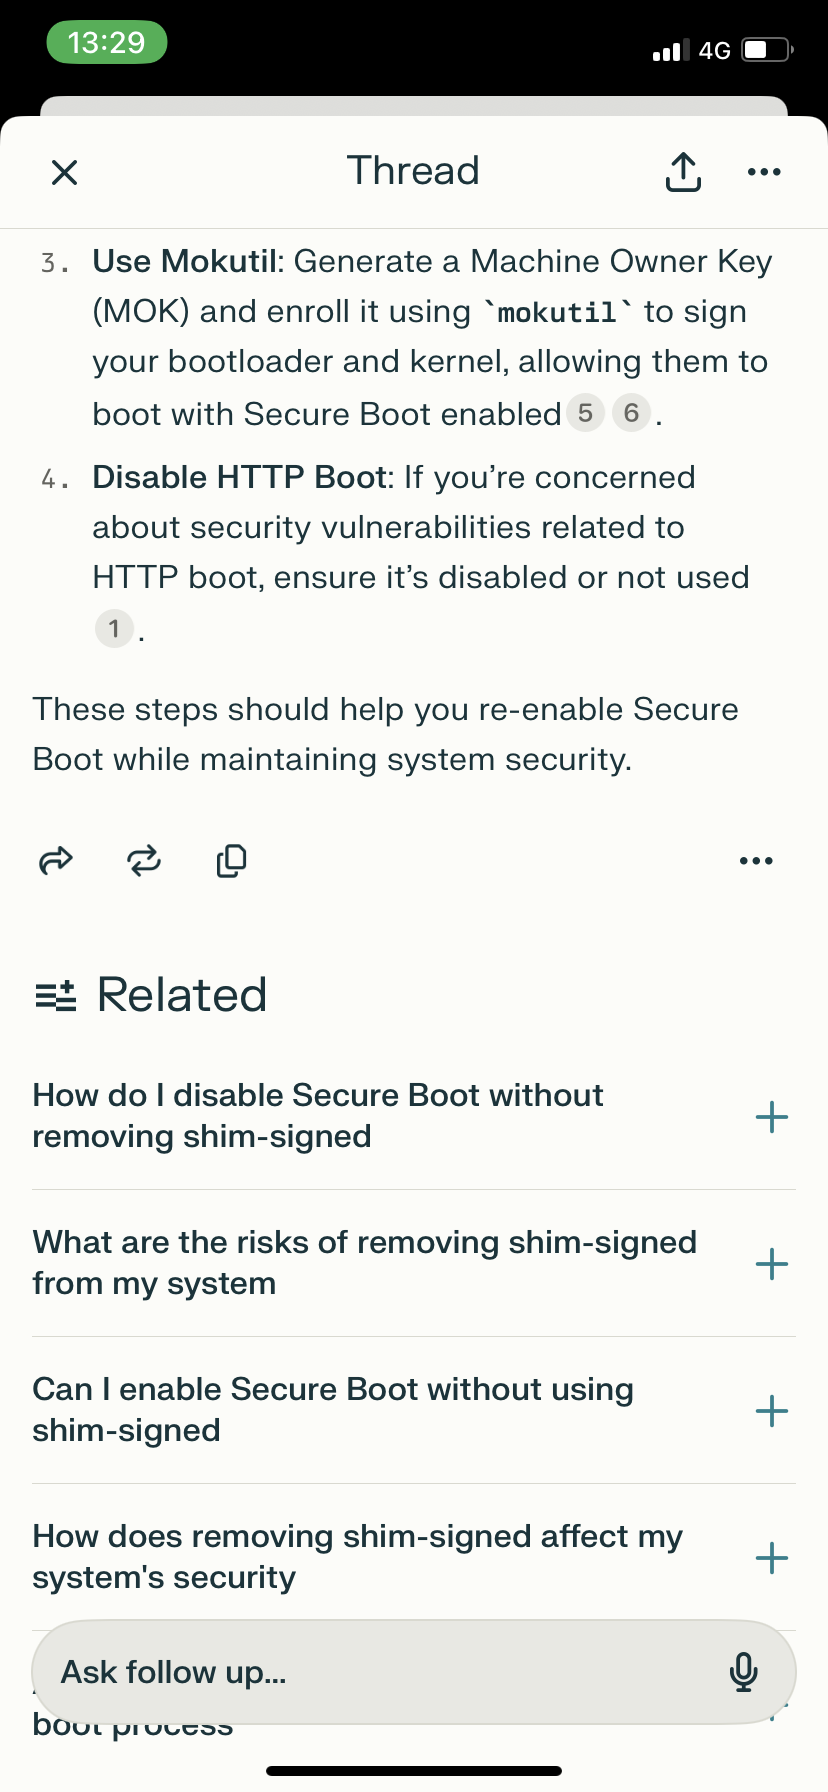 13:29
4G
Thread
3. Use Mokutil: Generate a Machine Owner Key
(MOK) and enroll it using `mokutil` to sign
your bootloader and kernel, allowing them to
boot with Secure Boot enabled 5 6 .
4. Disable HTTP Boot: If you’re concerned
about security vulnerabilities related to
HTTP boot, ensure it’s disabled or not used
1 .
These steps should help you re-enable Secure
Boot while maintaining system security.
Related
How do I disable Secure Boot without
removing shim-signed
What are the risks of removing shim-signed
from my system
Can I enable Secure Boot without using
shim-signed
How does removing shim-signed affect my
system's security
Ask follow up...
boot process